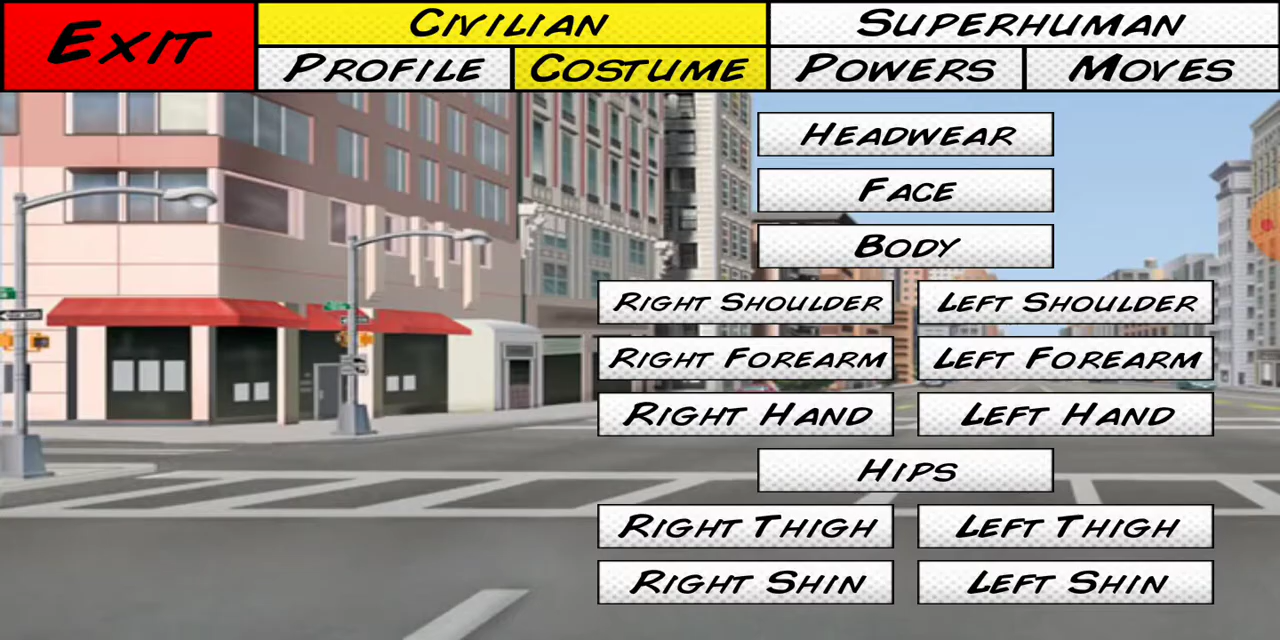 Exit
Civilian
Superhuman
Profile
Costume
Powers
Moves
Headwear
Face
Body
Right Shoulder
Left Shoulder
Right Forearm
Left Forearm
Right Hand
Left Hand
Hips
Right Thigh
Left Thigh
Right Shin
Left Shin